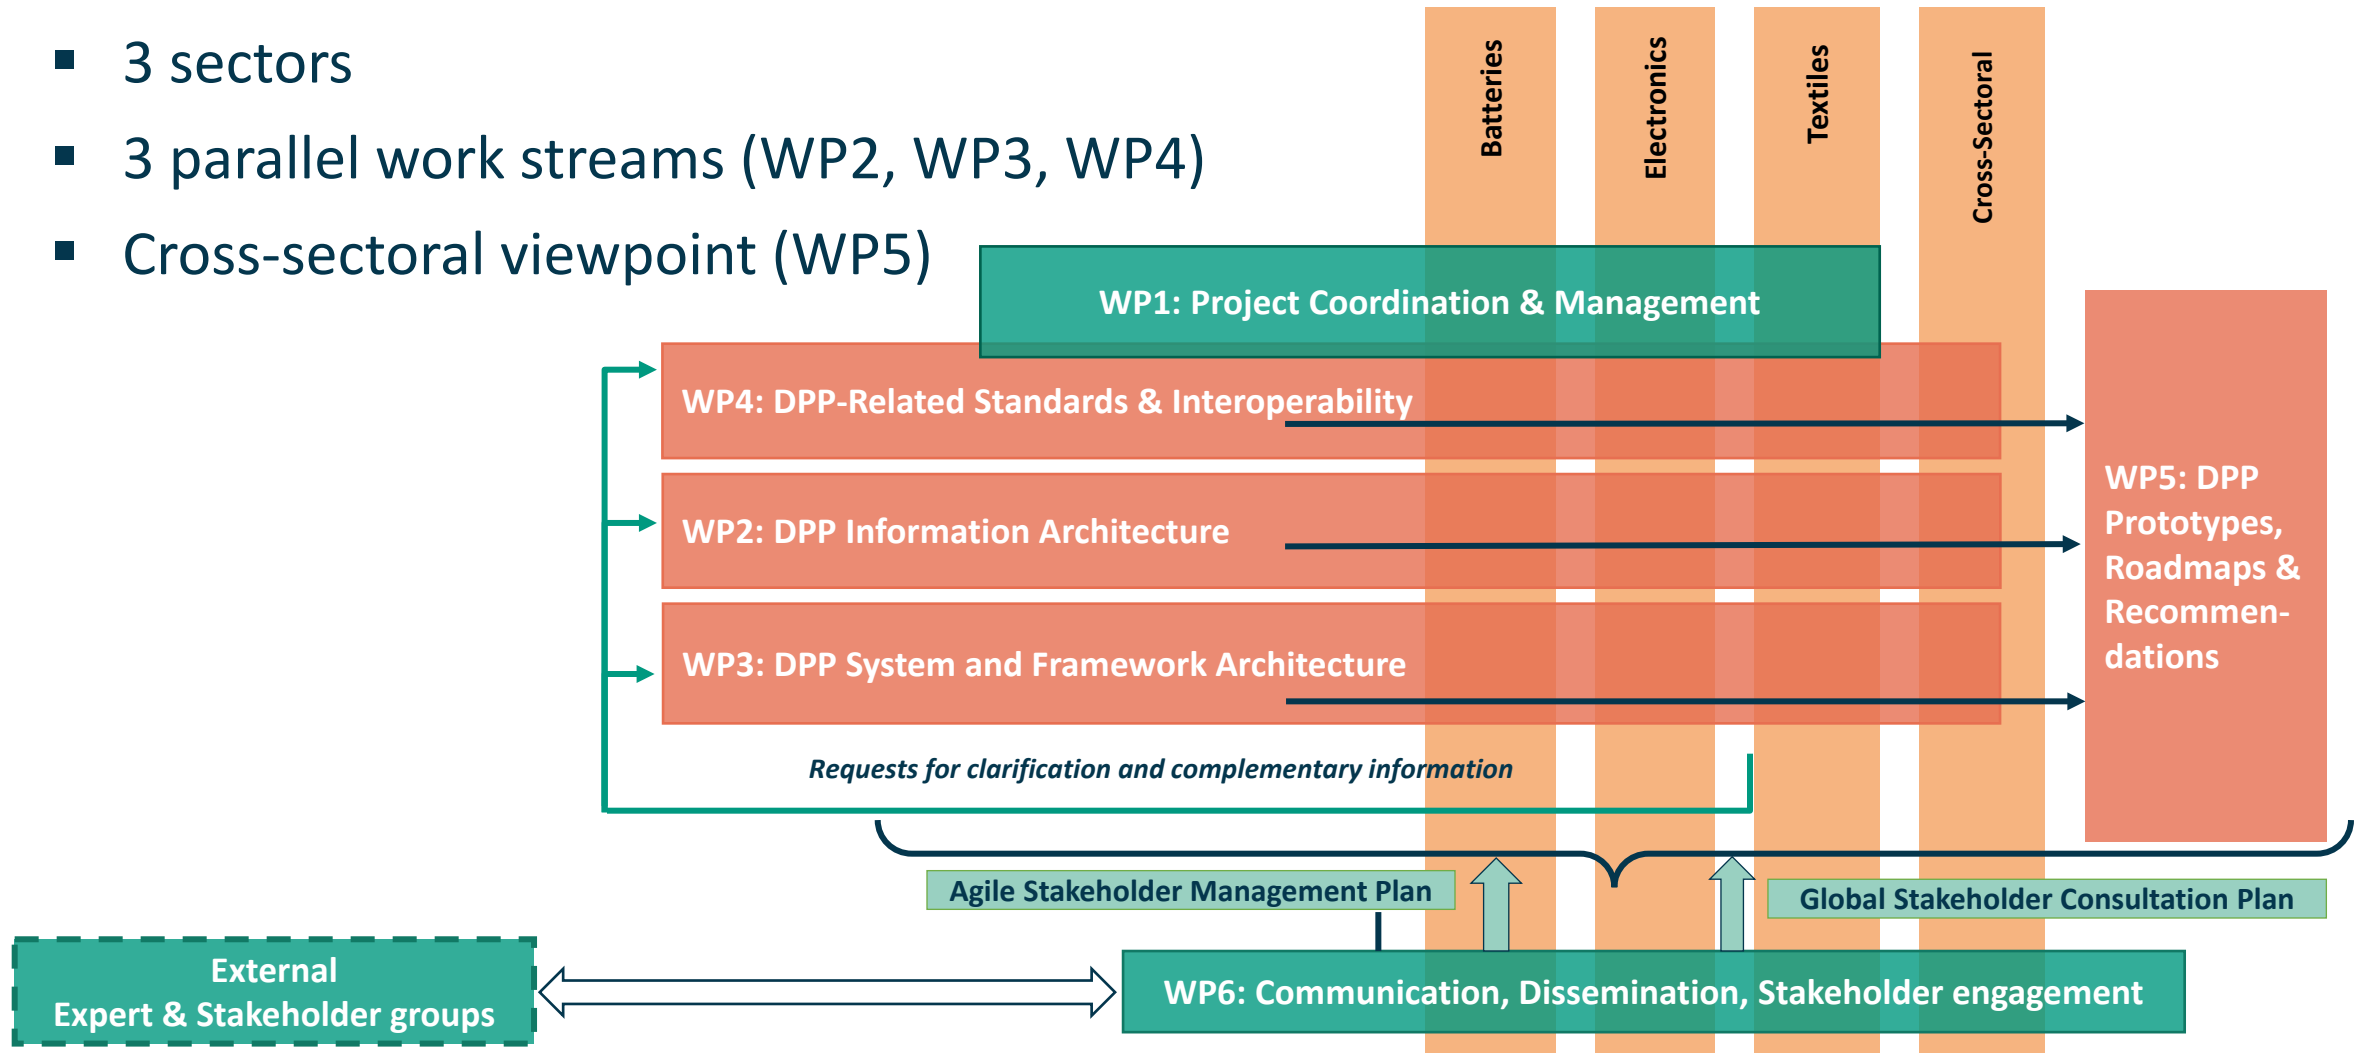 3 sectors
3 parallel work streams (WP2, WP3, WP4)
Cross-sectoral viewpoint (WP5)
Batteries
Electronics
Textiles
Cross-Sectoral
WP1: Project Coordination & Management
WP4: DPP-Related Standards & Interoperability
WP2: DPP Information Architecture
WP3: DPP System and Framework Architecture
WP5: DPP
Prototypes,
Roadmaps &
Recommen-
dations
Requests for clarification and complementary information
Agile Stakeholder Management Plan
Global Stakeholder Consultation Plan
External
Expert & Stakeholder groups
WP6: Communication, Dissemination, Stakeholder engagement